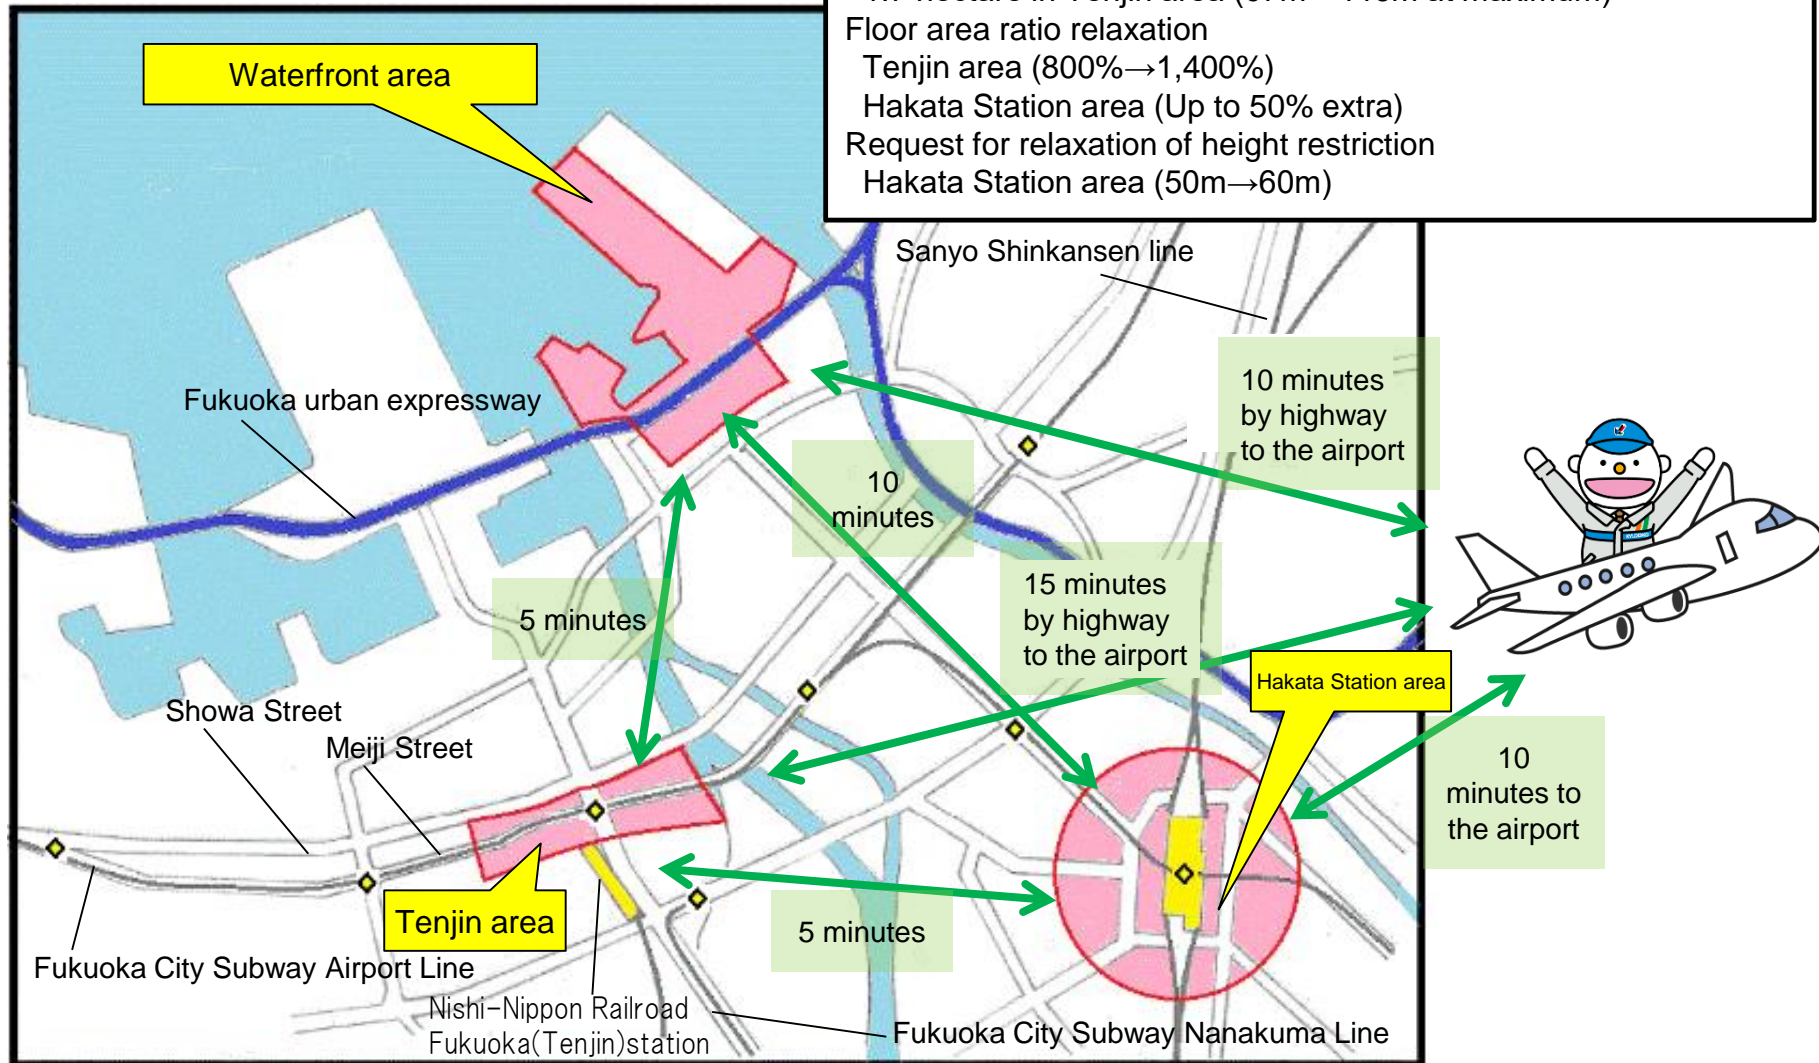 Floor area ratio relaxation
Tenjin area (800%→1,400%)
Hakata Station area (Up to 50% extra)
Request for relaxation of height restriction
Hakata Station area (50m→60m)
Waterfront area
Sanyo Shinkansen line
10 minutes
by highway
to the airport
Fukuoka urban expressway
10
minutes
15 minutes
by highway
to the airport
5 minutes
Hakata Station area
Showa Street
Meiji Street
10
minutes to
the airport
Tenjin area
5 minutes
Fukuoka City Subway Airport Line
Nishi-Nippon Railroad
Fukuoka(Tenjin)station
Fukuoka City Subway Nanakuma Line